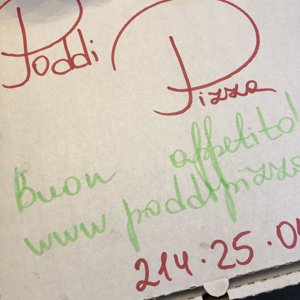 Poddi
Pizza
Buon appetito!
www.poddipizza
214.25.0